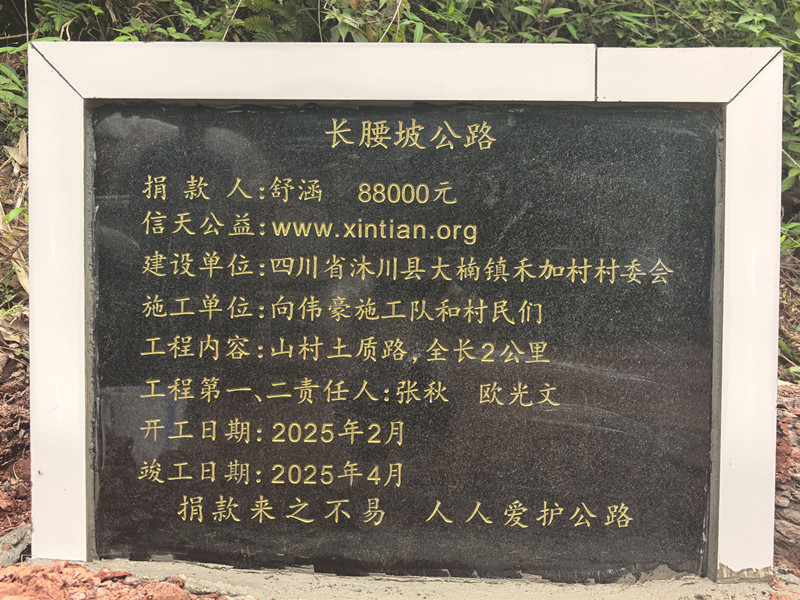 长腰坡公路
捐款人:舒涵 88000元
信天公益:www.xintian.org
建设单位:四川省沐川县大楠镇禾加村村委会
施工单位:向伟豪施工队和村民们
工程内容:山村土质路,全长2公里
工程第一、二责任人:张秋 欧光文
开工日期:2025年2月
竣工日期:2025年4月
捐款来之不易 人人爱护公路